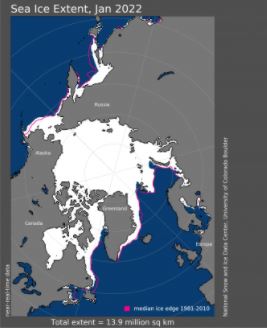 Sea Ice Extent, Jan 2022
Russia
Alaska
Greenland
Canada
Europe
near-real-time data
median ice edge 1981-2010
Total extent = 13.9 million sq km
National Snow and Ice Data Center, University of Colorado Boulder